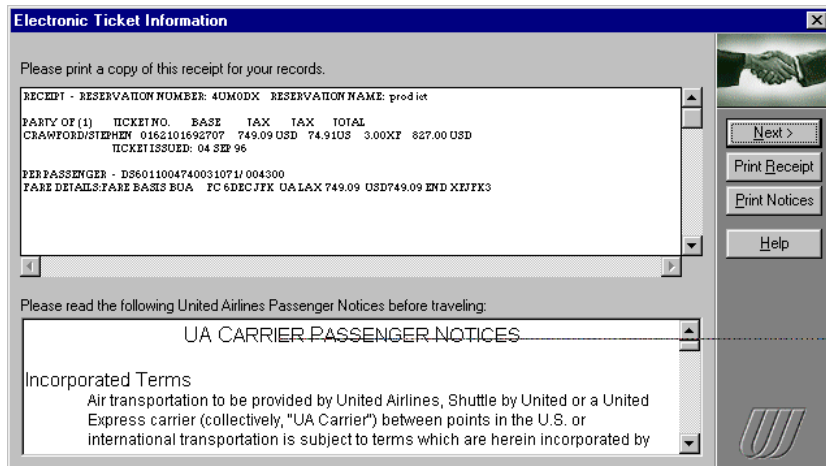 Electronic Ticket Information
Please print a copy of this receipt for your records.
RECEIPT - RESERVATION NUMBER: 4UM0DX RESERVATION NAME: prod ict
PARTY OF (1) TICKET NO. BASE TAX TAX TOTAL
CRAWFORD/STEPHEN 0162101692707 749.09 USD 74.91US 3.00XF 827.00 USD
TICKET ISSUED: 04 SEP 96
PER PASSENGER - DS6011004740031071/ 004300
FARE DETAILS:FARE BASIS BUA FC 6DEC JFK UA LAX 749.09 USD749.09 END XFJFK3
Next >
Print Receipt
Print Notices
Help
Please read the following United Airlines Passenger Notices before traveling:
UA CARRIER PASSENGER NOTICES
Incorporated Terms
Air transportation to be provided by United Airlines, Shuttle by United or a United
Express carrier (collectively, "UA Carrier") between points in the U.S. or
international transportation is subject to terms which are herein incorporated by